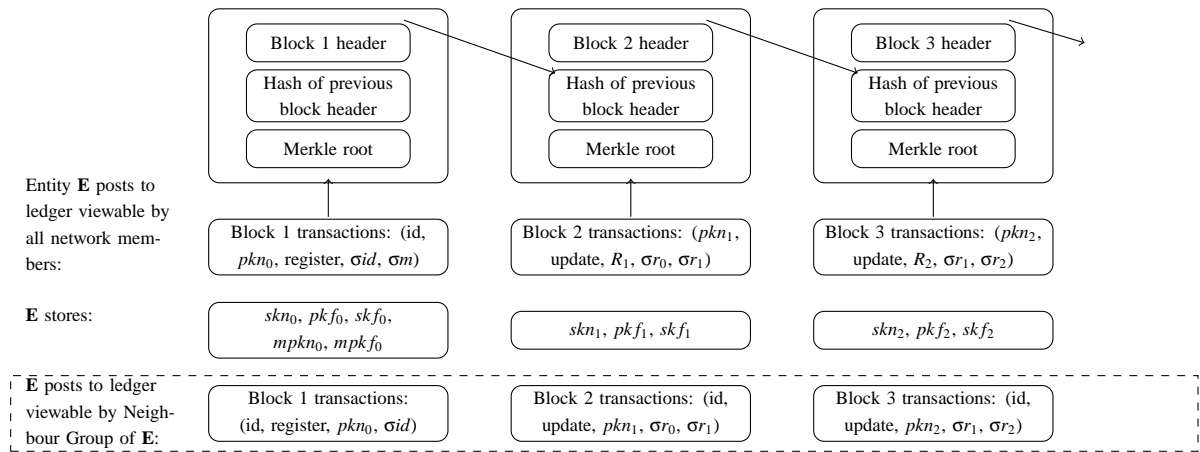 Block 1 header
Hash of previous
block header
Merkle root
Block 2 header
Hash of previous
block header
Merkle root
Block 3 header
Hash of previous
block header
Merkle root
Entity E posts to
ledger viewable by
all network mem-
bers:
Block 1 transactions: (id,
pkn₀, register, σid, σm)
Block 2 transactions: (pkn₁,
update, R₁, σr₀, σr₁)
Block 3 transactions: (pkn₂,
update, R₂, σr₁, σr₂)
E stores:
skn₀, pkf₀, skf₀,
mpkn₀, mpkf₀
skn₁, pkf₁, skf₁
skn₂, pkf₂, skf₂
E posts to ledger
viewable by Neigh-
bour Group of E:
Block 1 transactions:
(id, register, pkn₀, σid)
Block 2 transactions: (id,
update, pkn₁, σr₀, σr₁)
Block 3 transactions: (id,
update, pkn₂, σr₁, σr₂)